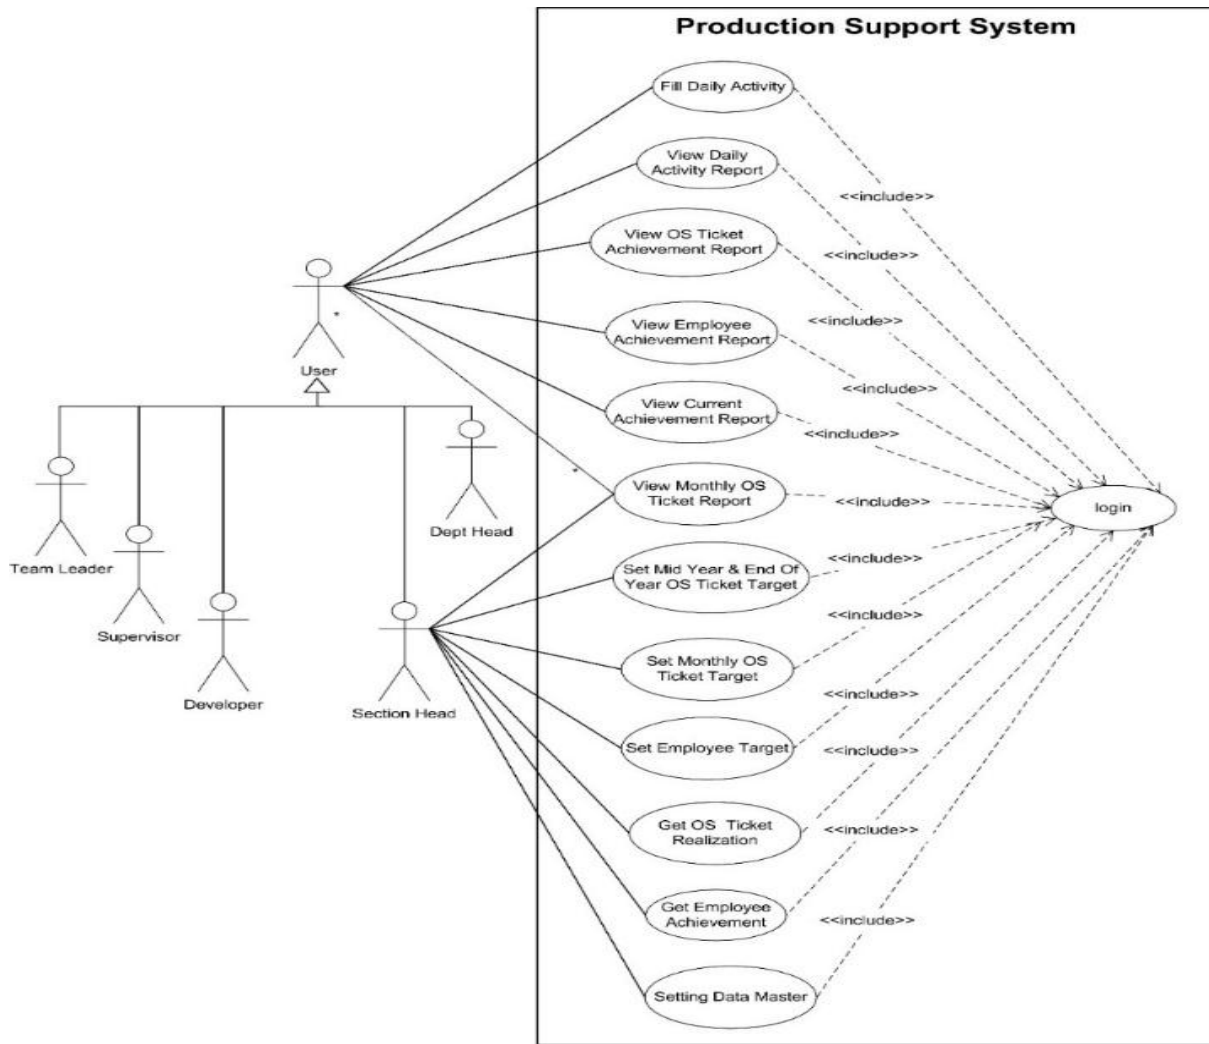 Production Support System
Fill Daily Activity
<<include>>
View Daily
Activity Report
<<include>>
View OS Ticket
Achievement Report
<<include>>
View Employee
Achievement Report
<<include>>
View Current
Achievement Report
<<include>>
View Monthly OS
Ticket Report
<<include>>
Set Mid Year & End Of
Year OS Ticket Target
<<include>>
Set Monthly OS
Ticket Target
<<include>>
Set Employee Target
<<include>>
Get OS Ticket
Realization
<<include>>
Get Employee
Achievement
<<include>>
Setting Data Master
<<include>>
login
*
User
*
Team Leader
Supervisor
Developer
Section Head
Dept Head